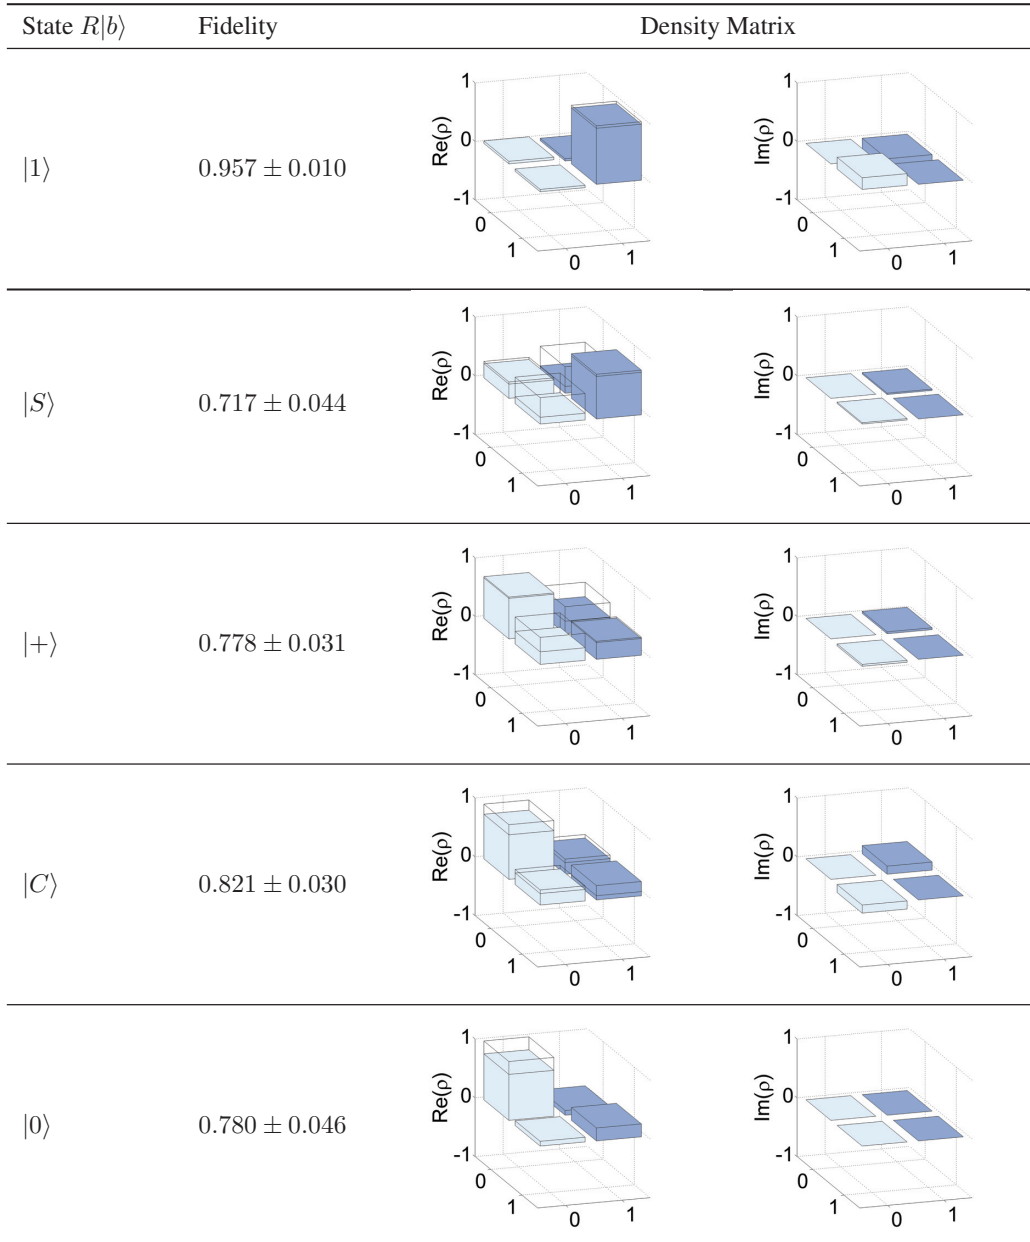 State R|b⟩ Fidelity Density Matrix
|1⟩ 0.957 ± 0.010
Re(ρ) 1 0 -1 0 1 0 1
Im(ρ) 1 0 -1 0 1 0 1
|S⟩ 0.717 ± 0.044
Re(ρ) 1 0 -1 0 1 0 1
Im(ρ) 1 0 -1 0 1 0 1
|+⟩ 0.778 ± 0.031
Re(ρ) 1 0 -1 0 1 0 1
Im(ρ) 1 0 -1 0 1 0 1
|C⟩ 0.821 ± 0.030
Re(ρ) 1 0 -1 0 1 0 1
Im(ρ) 1 0 -1 0 1 0 1
|0⟩ 0.780 ± 0.046
Re(ρ) 1 0 -1 0 1 0 1
Im(ρ) 1 0 -1 0 1 0 1